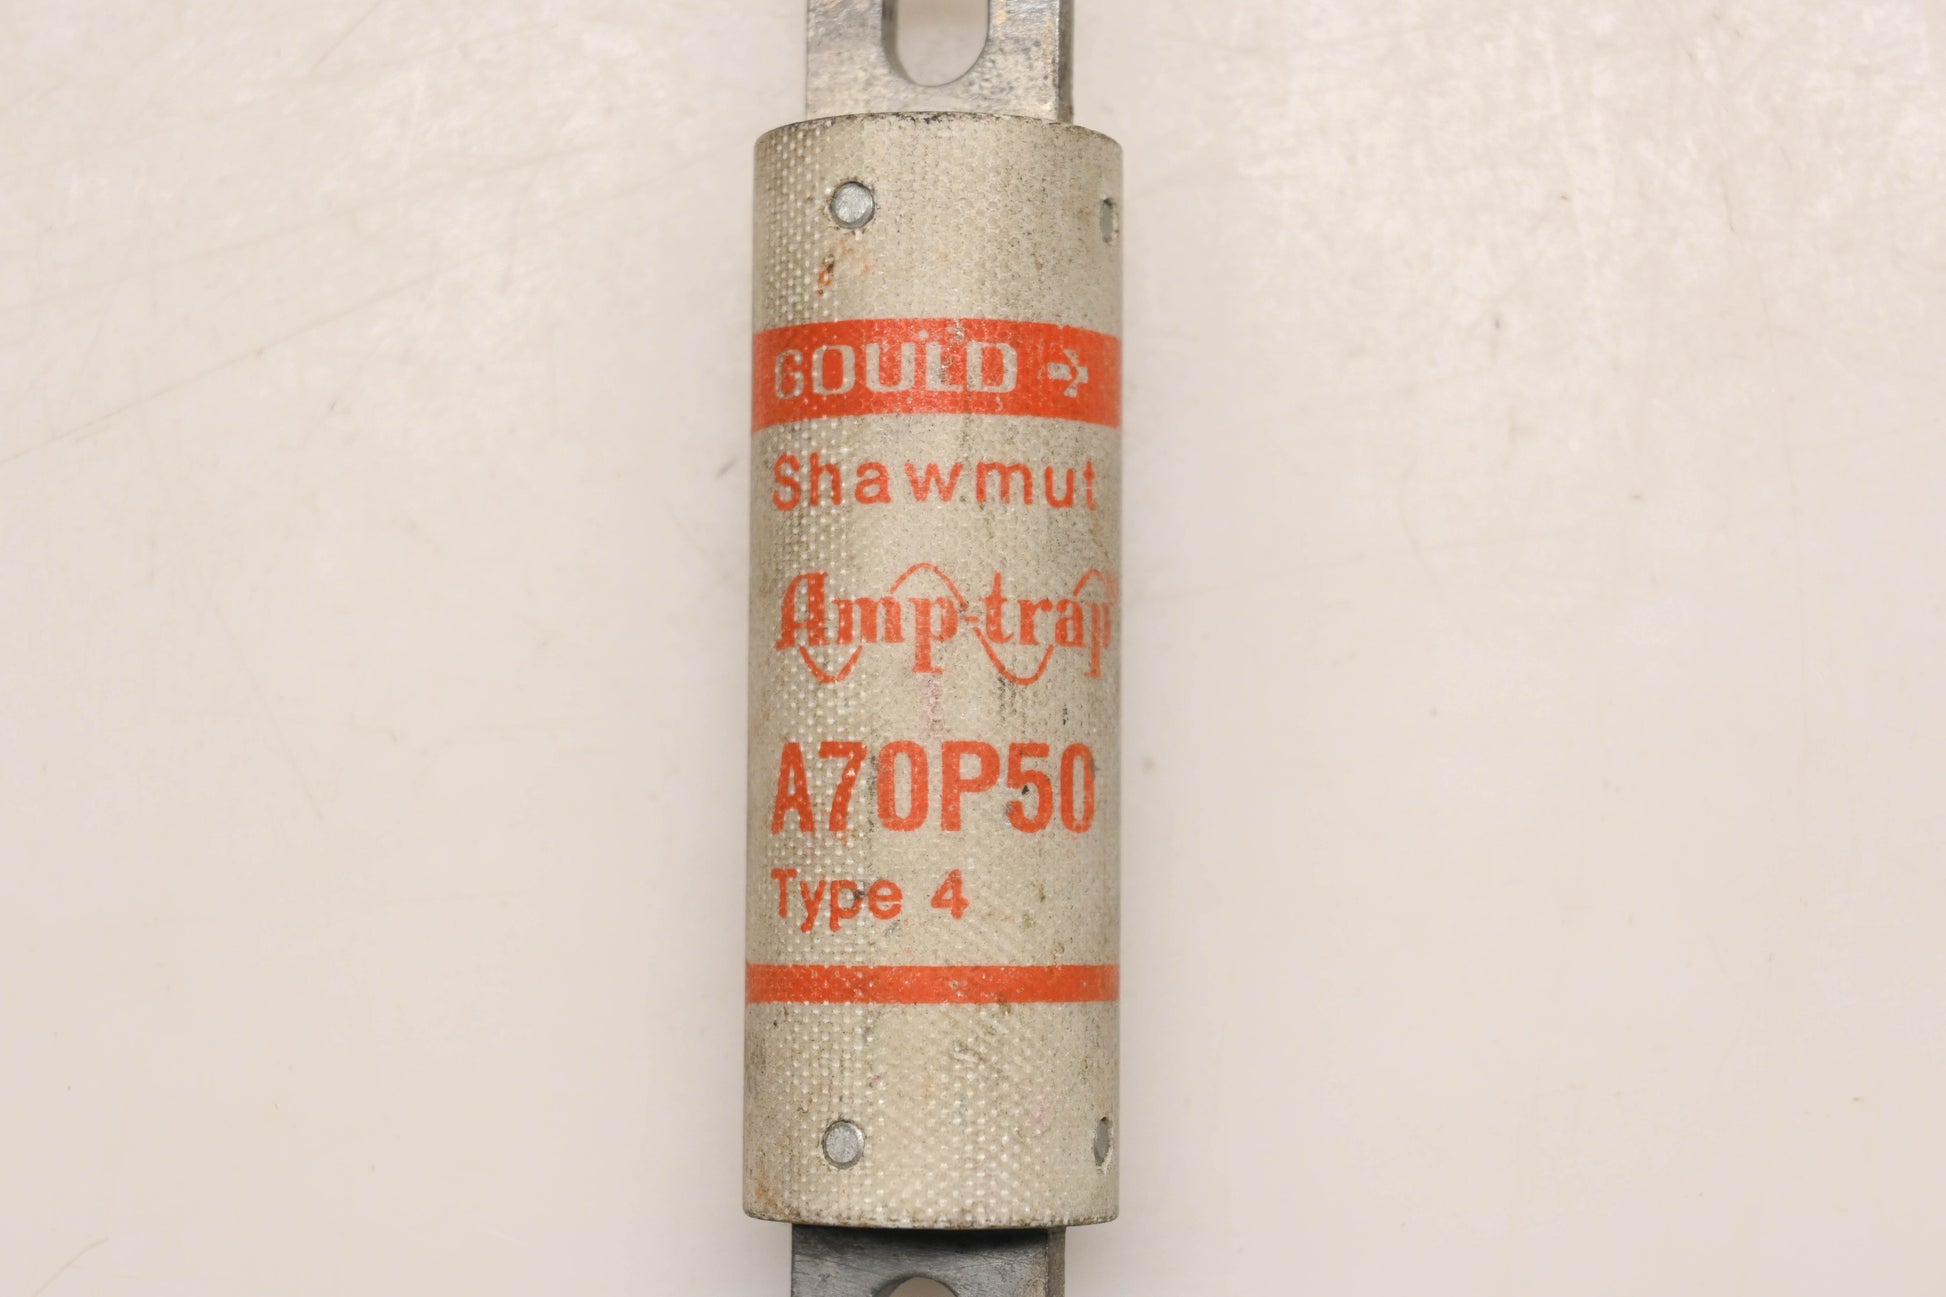 GOULD
Shawmut
Amp-trap
A70P50
Type 4